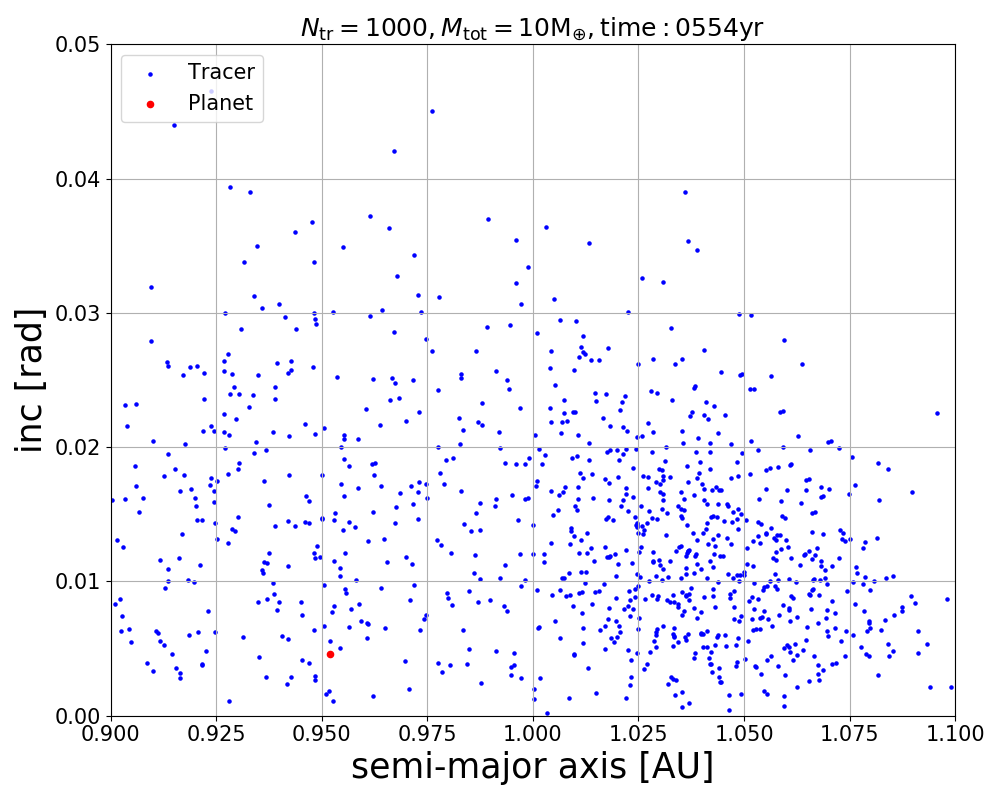 N_tr = 1000, M_tot = 10M_⊕, time : 0554yr
Tracer
Planet
0.05
0.04
0.03
0.02
0.01
0.00
inc [rad]
0.900 0.925 0.950 0.975 1.000 1.025 1.050 1.075 1.100
semi-major axis [AU]